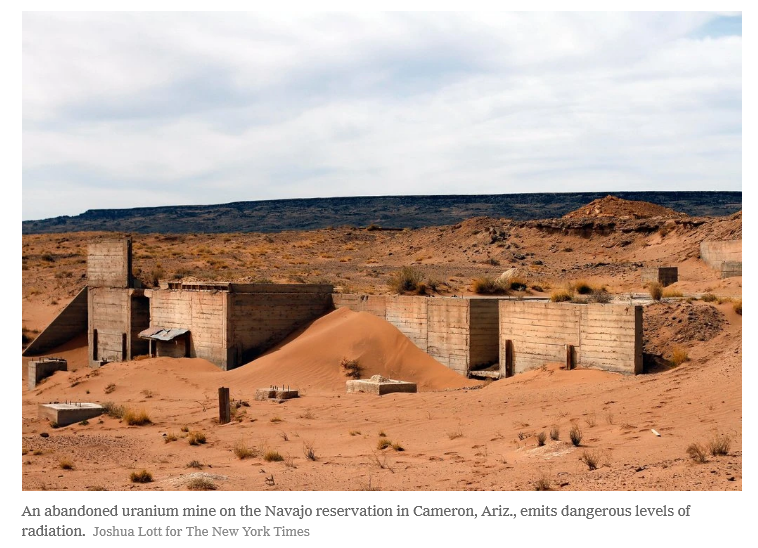 An abandoned uranium mine on the Navajo reservation in Cameron, Ariz., emits dangerous levels of
radiation. Joshua Lott for The New York Times